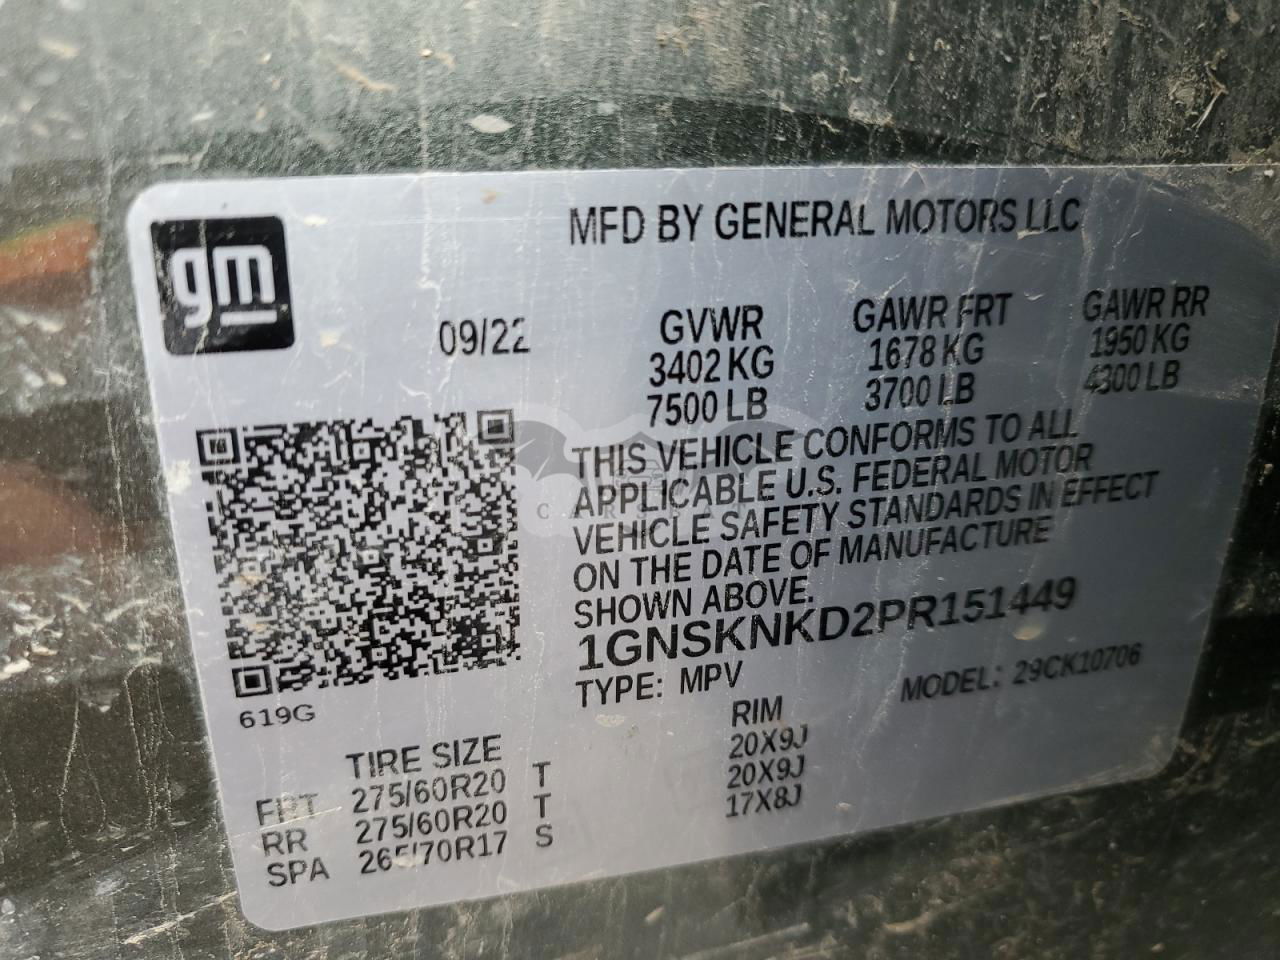 gm
MFD BY GENERAL MOTORS LLC
09/22
GVWR GAWR FRT GAWR RR
3402 KG 1678 KG 1950 KG
7500 LB 3700 LB 4300 LB
THIS VEHICLE CONFORMS TO ALL
APPLICABLE U.S. FEDERAL MOTOR
VEHICLE SAFETY STANDARDS IN EFFECT
ON THE DATE OF MANUFACTURE
SHOWN ABOVE.
1GNSKNKD2PR151449
TYPE: MPV MODEL: 29CK10706
619G
TIRE SIZE RIM
FRT 275/60R20 T 20X9J
RR 275/60R20 T 20X9J
SPA 265/70R17 S 17X8J